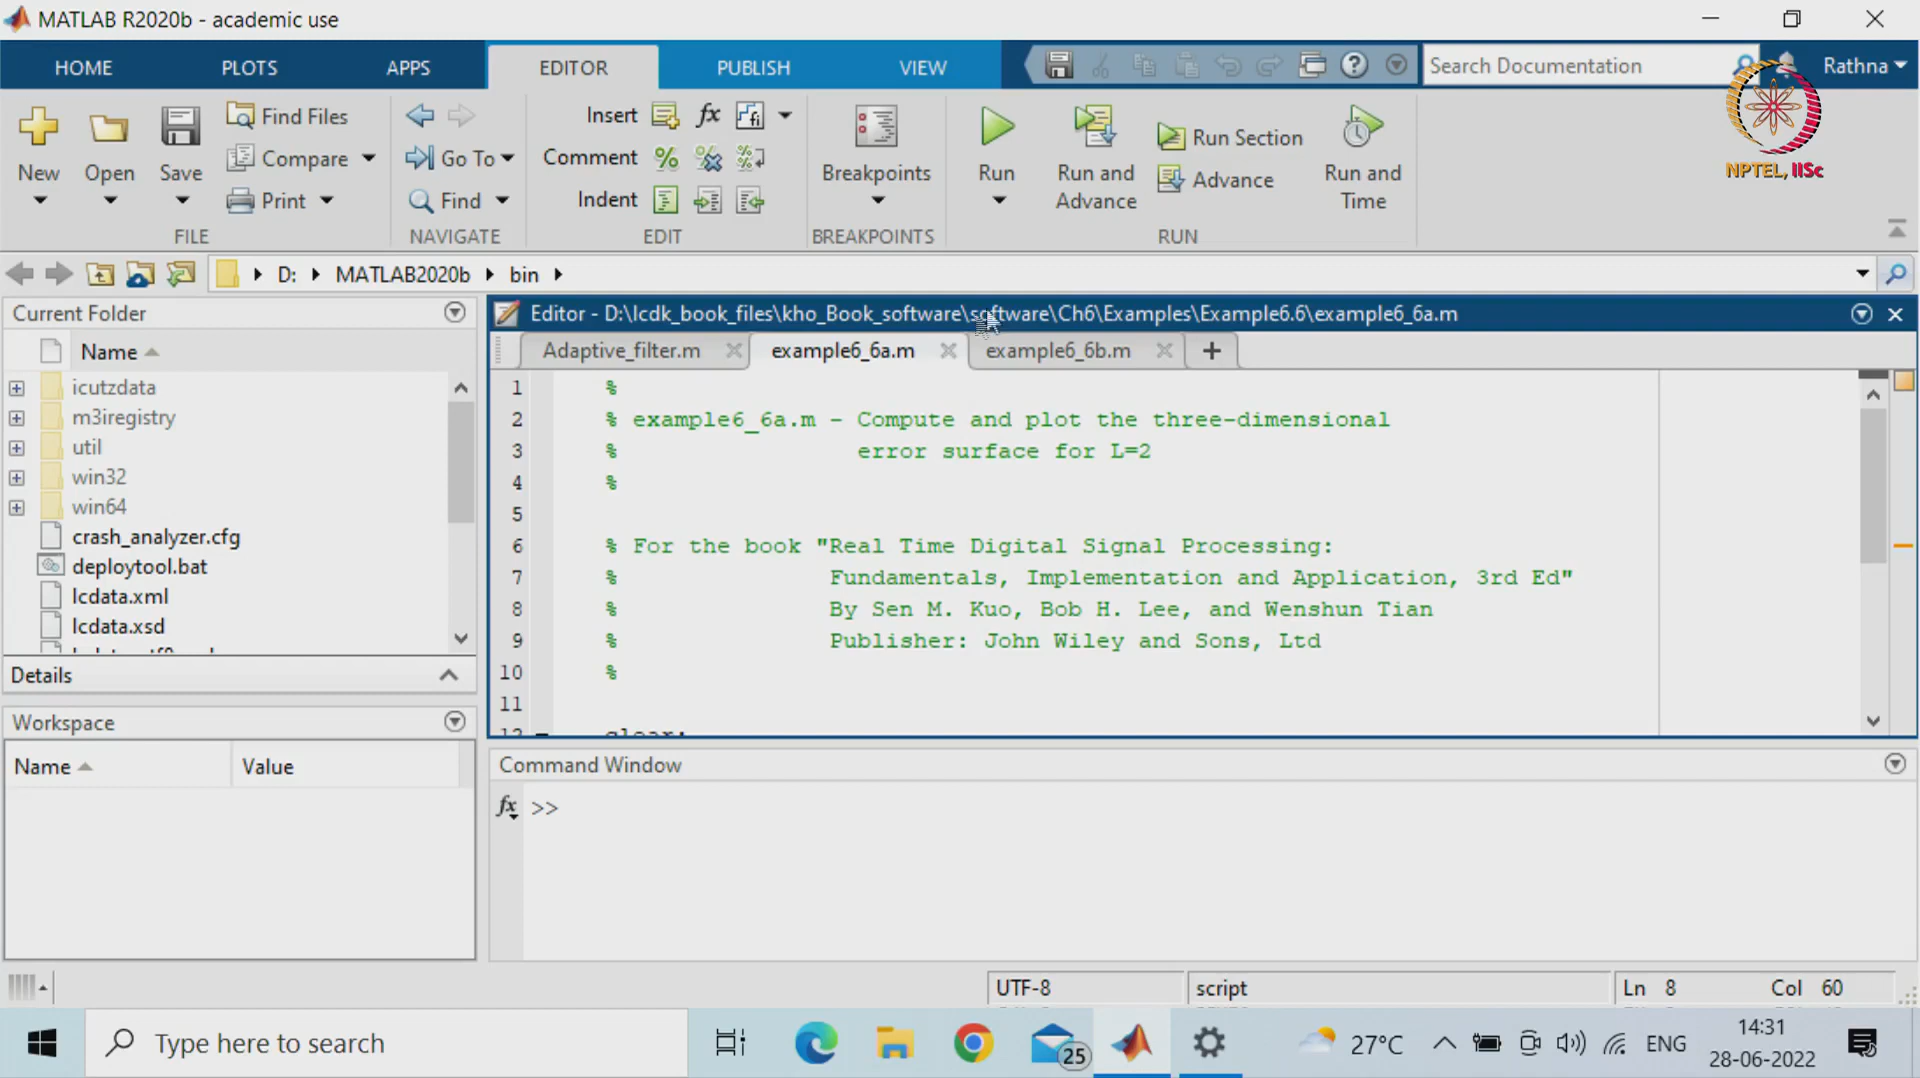 MATLAB R2020b - academic use
HOME PLOTS APPS EDITOR PUBLISH VIEW Search Documentation Rathna
New Open Save Find Files Compare Print FILE
Go To Find NAVIGATE
Insert fx Comment Indent EDIT
Breakpoints BREAKPOINTS
Run Run and Advance Run Section Advance Run and Time RUN
NPTEL, IISc
D: MATLAB2020b bin
Current Folder
Name
icutzdata
m3iregistry
util
win32
win64
crash_analyzer.cfg
deploytool.bat
lcdata.xml
lcdata.xsd
Details
Workspace
Name Value
Editor - D:\lcdk_book_files\kho_Book_software\software\Ch6\Examples\Example6.6\example6_6a.m
Adaptive_filter.m example6_6a.m example6_6b.m +
1 %
2 % example6_6a.m - Compute and plot the three-dimensional
3 % error surface for L=2
4 %
5
6 % For the book "Real Time Digital Signal Processing:
7 % Fundamentals, Implementation and Application, 3rd Ed"
8 % By Sen M. Kuo, Bob H. Lee, and Wenshun Tian
9 % Publisher: John Wiley and Sons, Ltd
10 %
11
12 - clear;
Command Window
fx >>
UTF-8 script Ln 8 Col 60
Type here to search 25 27°C ENG 14:31
28-06-2022